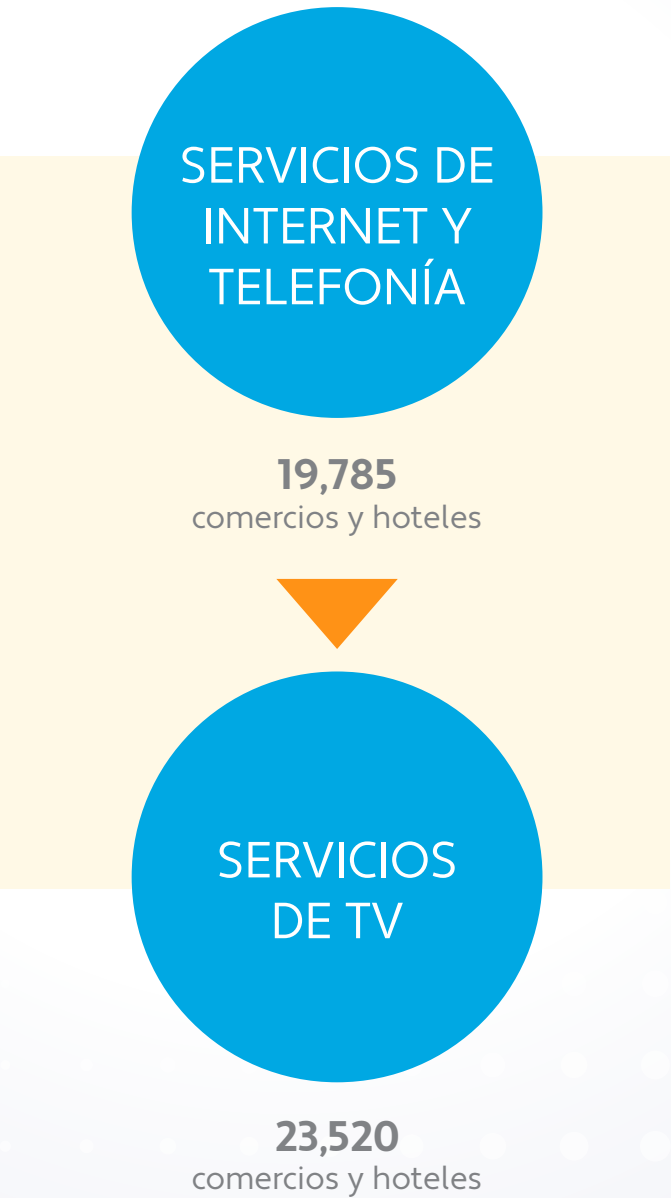 SERVICIOS DE
INTERNET Y
TELEFONÍA
19,785
comercios y hoteles
SERVICIOS
DE TV
23,520
comercios y hoteles